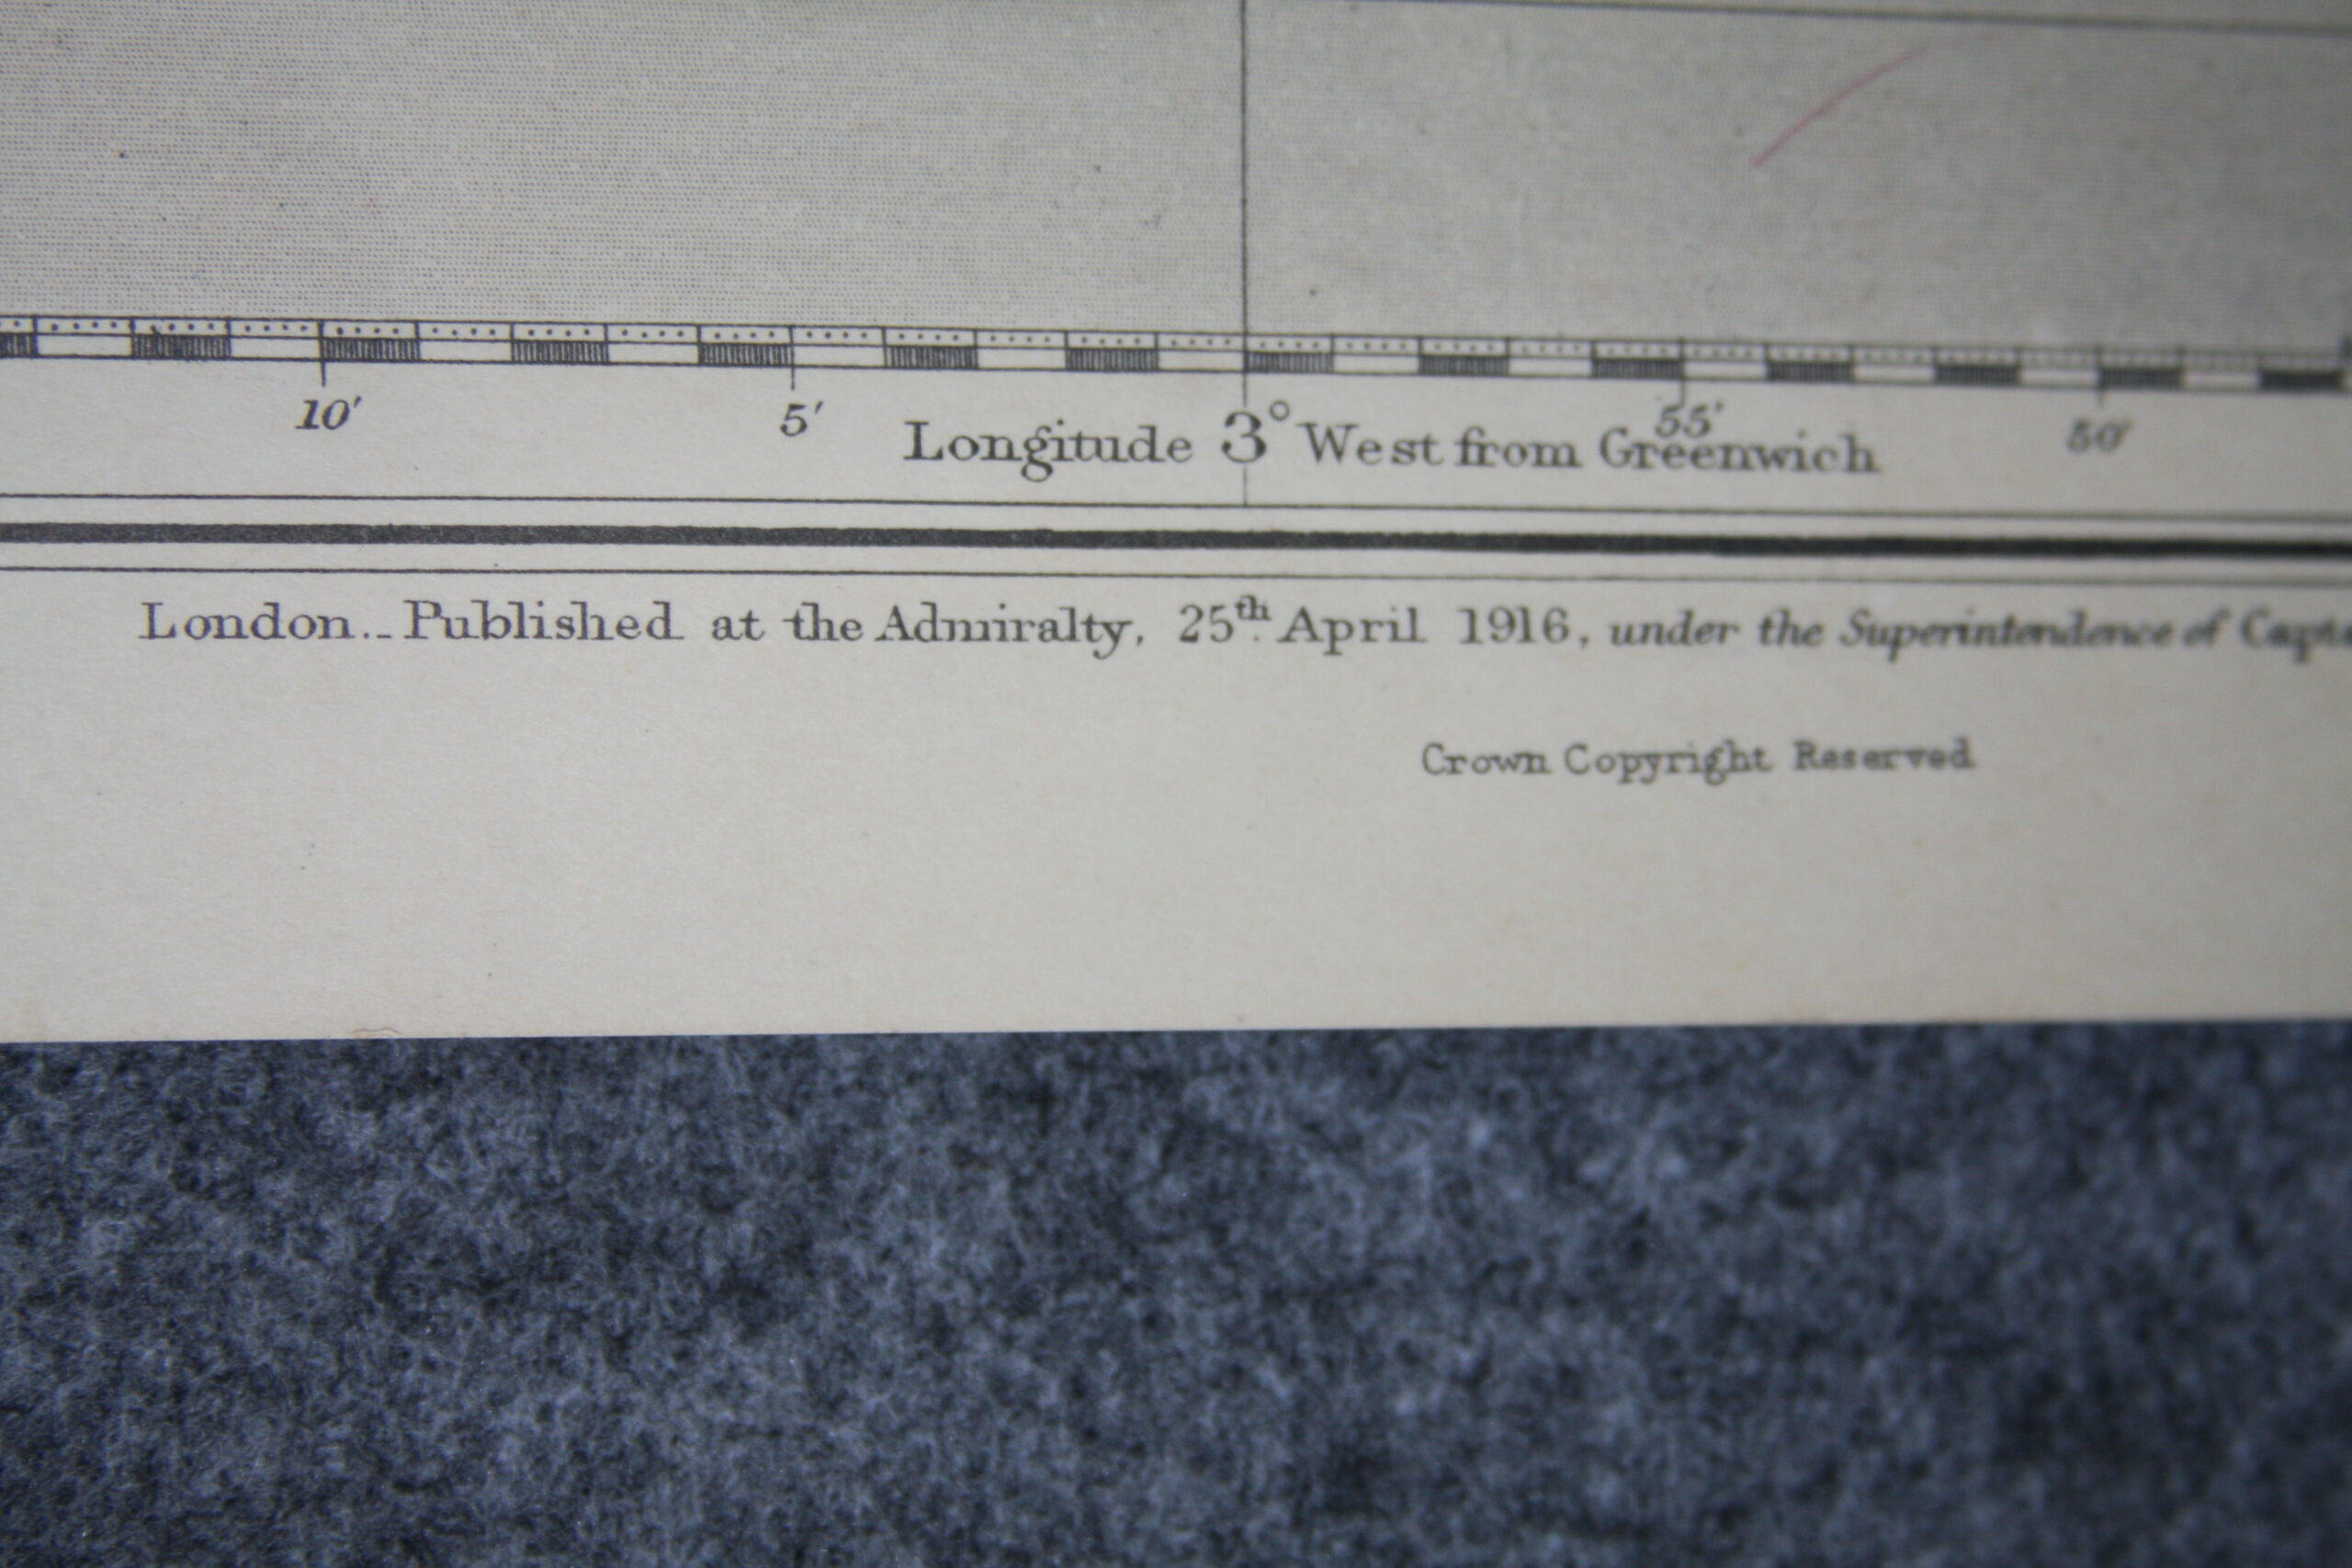 10′ 5′ 55′ 50′
Longitude 3° West from Greenwich
London.. Published at the Admiralty, 25th. April 1916, under the Superintendence of
Crown Copyright Reserved